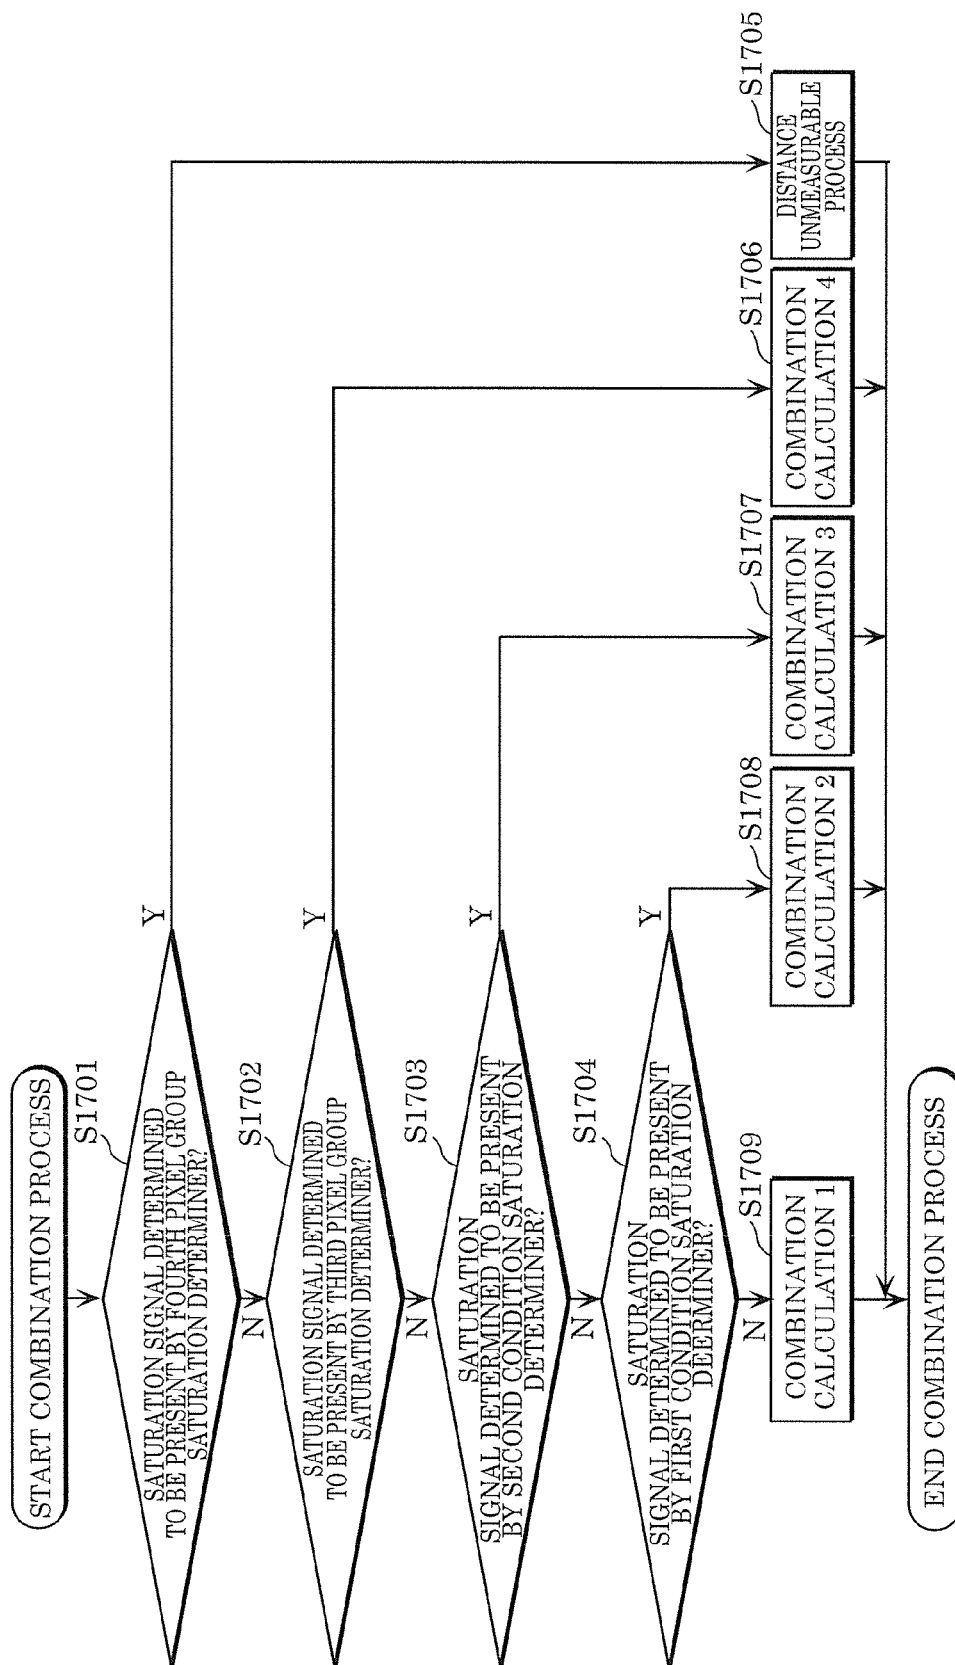 START COMBINATION PROCESS
S1701
SATURATION SIGNAL DETERMINED
TO BE PRESENT BY FOURTH PIXEL GROUP
SATURATION DETERMINER?
Y
N
S1702
SATURATION SIGNAL DETERMINED
TO BE PRESENT BY THIRD PIXEL GROUP
SATURATION DETERMINER?
Y
N
S1703
SATURATION
SIGNAL DETERMINED TO BE PRESENT
BY SECOND CONDITION SATURATION
DETERMINER?
Y
N
S1704
SATURATION
SIGNAL DETERMINED TO BE PRESENT
BY FIRST CONDITION SATURATION
DEERMINER?
Y
N
S1709
COMBINATION
CALCULATION 1
S1708
COMBINATION
CALCULATION 2
S1707
COMBINATION
CALCULATION 3
S1706
COMBINATION
CALCULATION 4
S1705
DISTANCE
UNMEASURABLE
PROCESS
END COMBINATION PROCESS